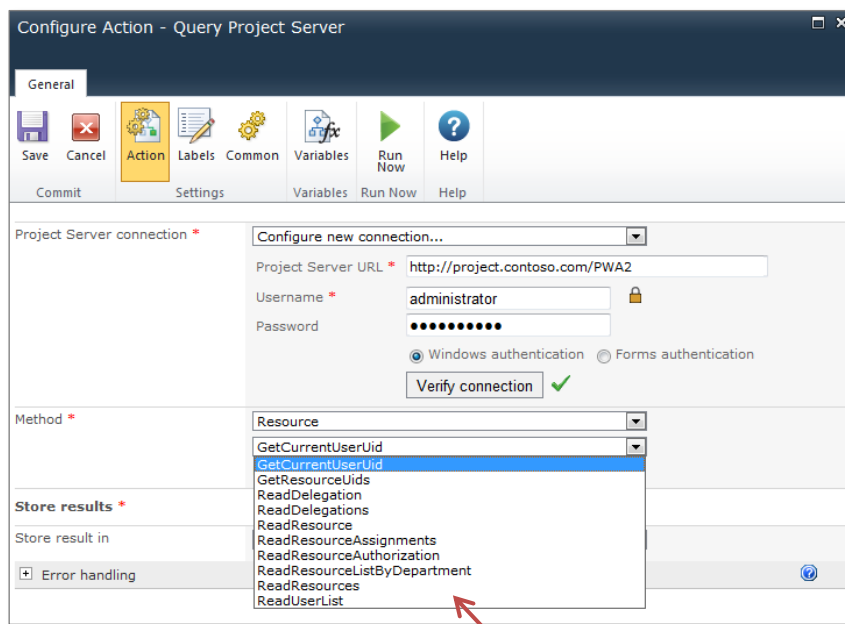 Configure Action - Query Project Server
General
Save Cancel Action Labels Common Variables Run Now Help
Commit Settings Variables Run Now Help
Project Server connection * Configure new connection...
Project Server URL * http://project.contoso.com/PWA2
Username * administrator
Password ••••••••••
Windows authentication Forms authentication
Verify connection
Method * Resource
GetCurrentUserUid
GetCurrentUserUid
GetResourceUids
ReadDelegation
ReadDelegations
ReadResource
ReadResourceAssignments
ReadResourceAuthorization
ReadResourceListByDepartment
ReadResources
ReadUserList
Store results *
Store result in
Error handling